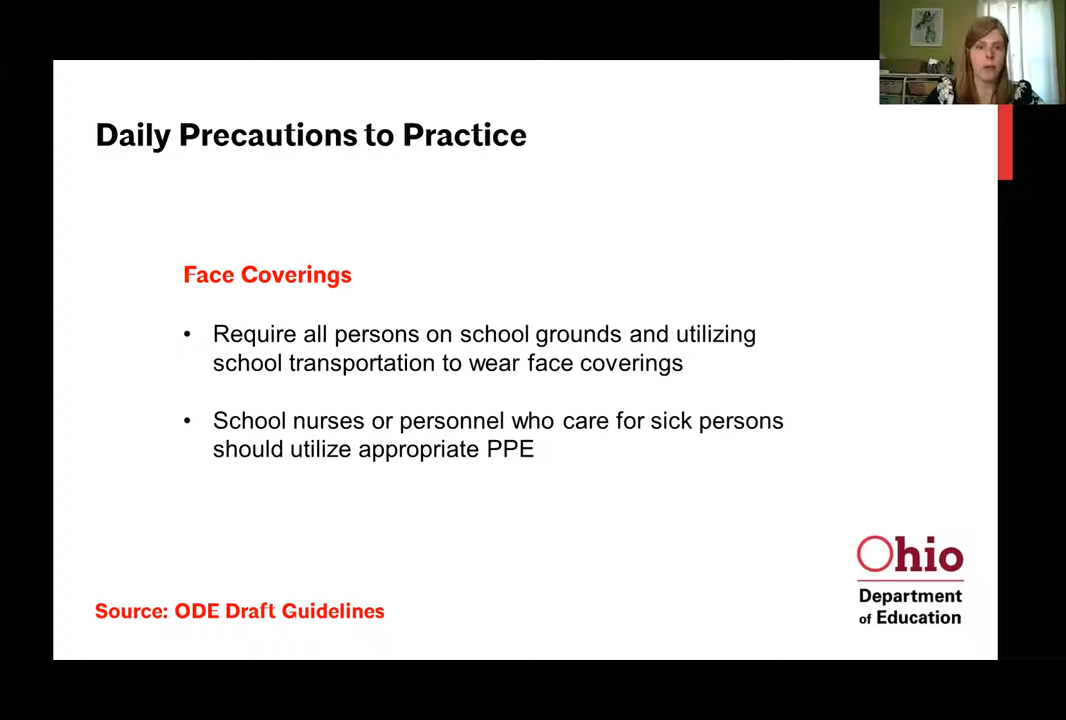 Daily Precautions to Practice
Face Coverings
• Require all persons on school grounds and utilizing
school transportation to wear face coverings
• School nurses or personnel who care for sick persons
should utilize appropriate PPE
Ohio
Department
of Education
Source: ODE Draft Guidelines